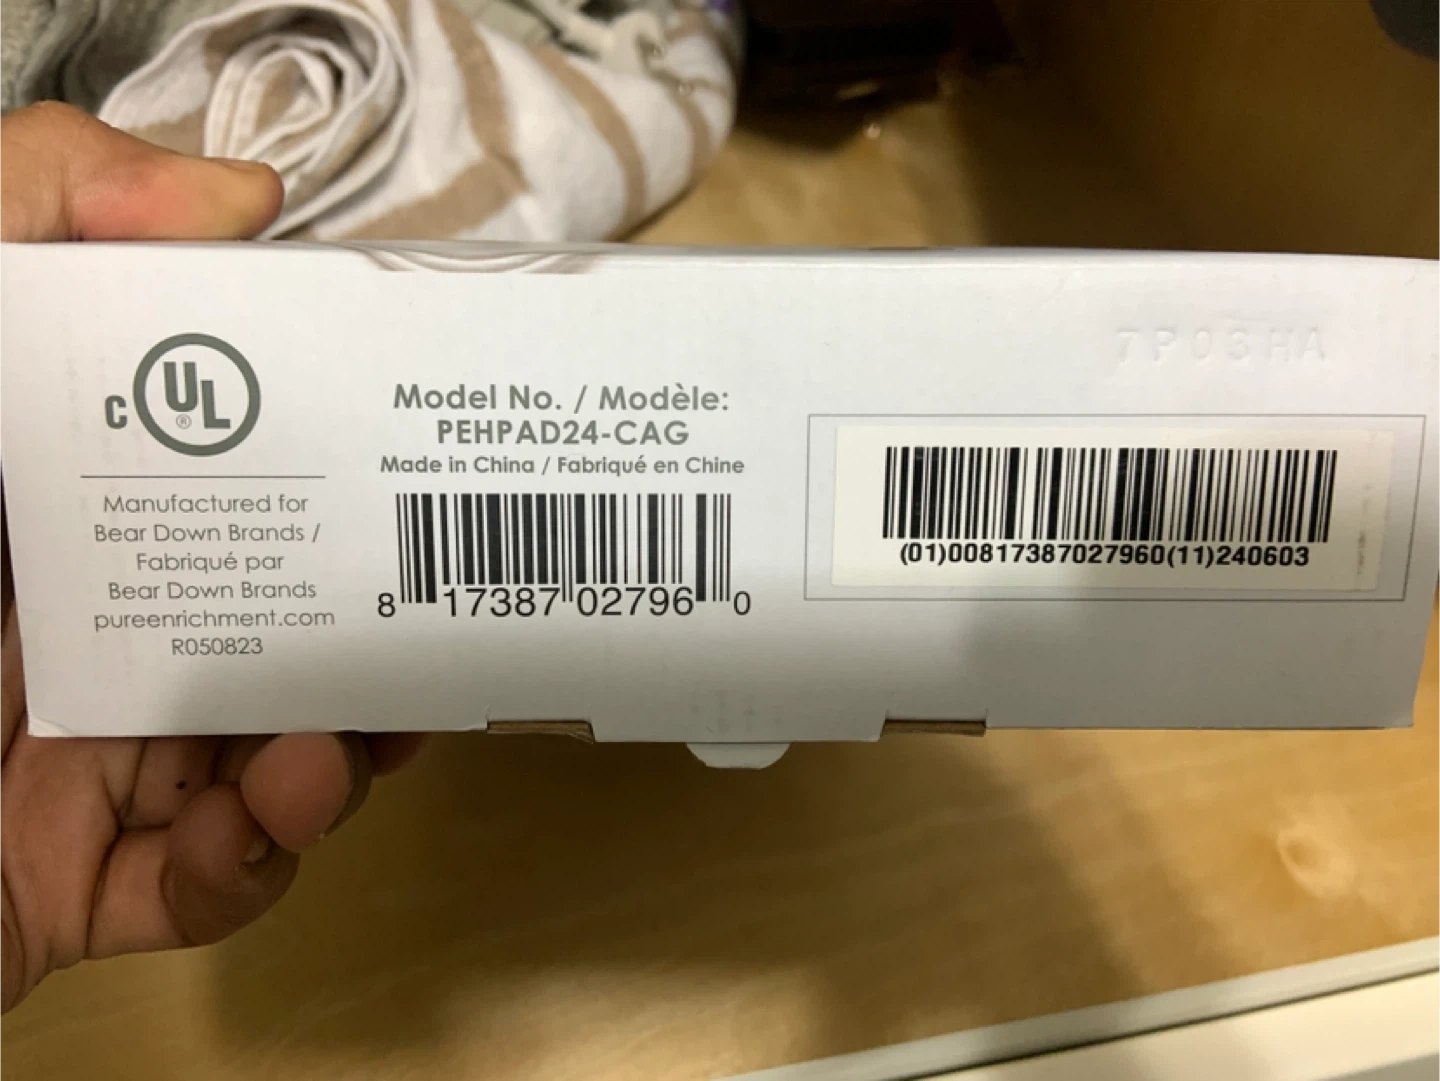 7P03HA
C UL®
Manufactured for
Bear Down Brands /
Fabriqué par
Bear Down Brands
pureenrichment.com
R050823
Model No. / Modèle:
PEHPAD24-CAG
Made in China / Fabriqué en Chine
8 17387 02796 0
(01)00817387027960(11)240603